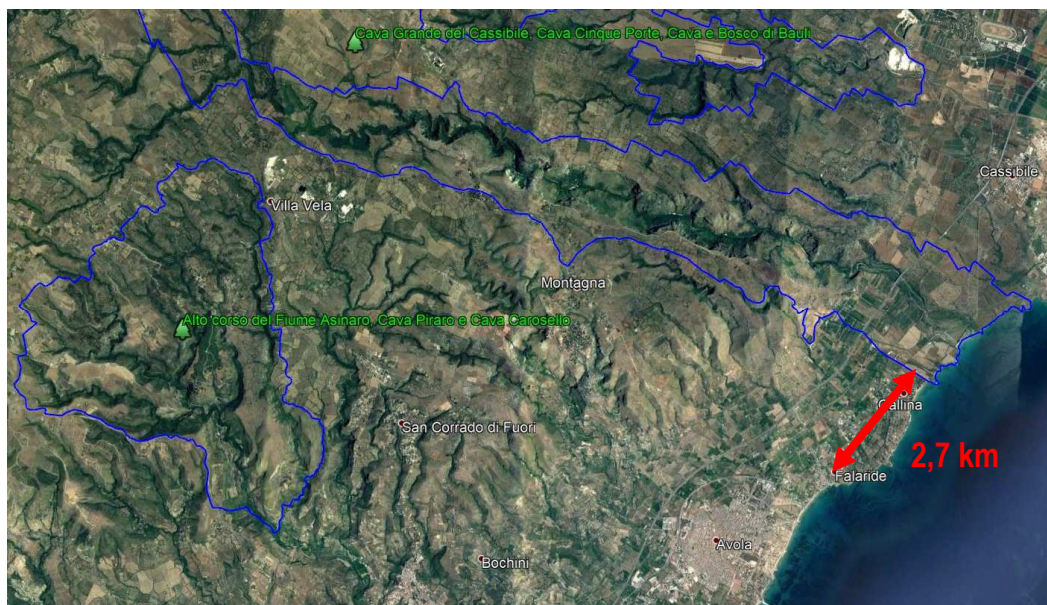 Cava Grande del Cassibile, Cava Cinque Porte, Cava e Bosco di Bauli
Cassibile
Villa Vela
Montagna
Alto corso del Fiume Asinaro, Cava Piraro e Cava Carosello
Gallina
San Corrado di Fuori
2,7 km
Falaride
Avola
Bochini